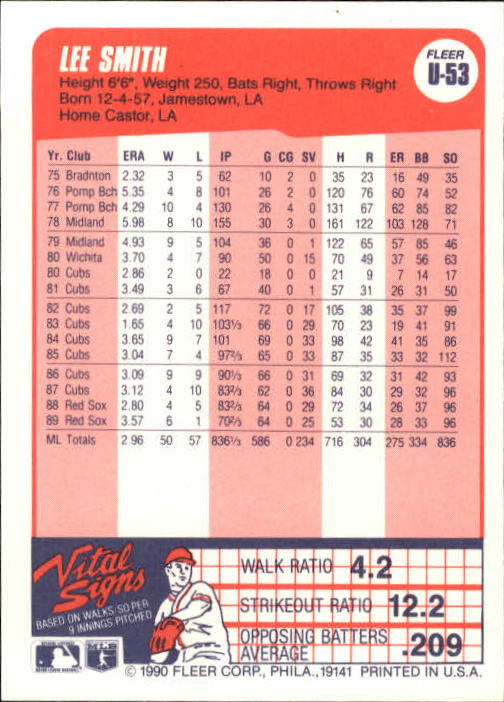 LEE SMITH
FLEER
U-53
Height 6'6", Weight 250, Bats Right, Throws Right
Born 12-4-57, Jamestown, LA
Home Castor, LA
Yr. Club ERA W L IP G CG SV H R ER BB SO
75 Bradnton 2.32 3 5 62 10 2 0 35 23 16 49 35
76 Pomp Bch 5.35 4 8 101 26 2 0 120 76 60 74 52
77 Pomp Bch 4.29 10 4 130 26 4 0 131 67 62 85 82
78 Midland 5.98 8 10 155 30 3 0 161 122 103 128 71
79 Midland 4.93 9 5 104 36 0 1 122 65 57 85 46
80 Wichita 3.70 4 7 90 50 0 15 70 49 37 56 63
80 Cubs 2.86 2 0 22 18 0 0 21 9 7 14 17
81 Cubs 3.49 3 6 67 40 0 1 57 31 26 31 50
82 Cubs 2.69 2 5 117 72 0 17 105 38 35 37 99
83 Cubs 1.65 4 10 103⅓ 66 0 29 70 23 19 41 91
84 Cubs 3.65 9 7 101 69 0 33 98 42 41 35 86
85 Cubs 3.04 7 4 97⅔ 65 0 33 87 35 33 32 112
86 Cubs 3.09 9 9 90⅓ 66 0 31 69 32 31 42 93
87 Cubs 3.12 4 10 83⅔ 62 0 36 84 30 29 32 96
88 Red Sox 2.80 4 5 83⅔ 64 0 29 72 34 26 37 96
89 Red Sox 3.57 6 1 70⅔ 64 0 25 53 30 28 33 96
ML Totals 2.96 50 57 836⅓ 586 0 234 716 304 275 334 836
Vital Signs
BASED ON WALKS/SO PER
9 INNINGS PITCHED
WALK RATIO 4.2
STRIKEOUT RATIO 12.2
OPPOSING BATTERS
AVERAGE .209
MLB
© 1990 FLEER CORP., PHILA., 19141 PRINTED IN U.S.A.